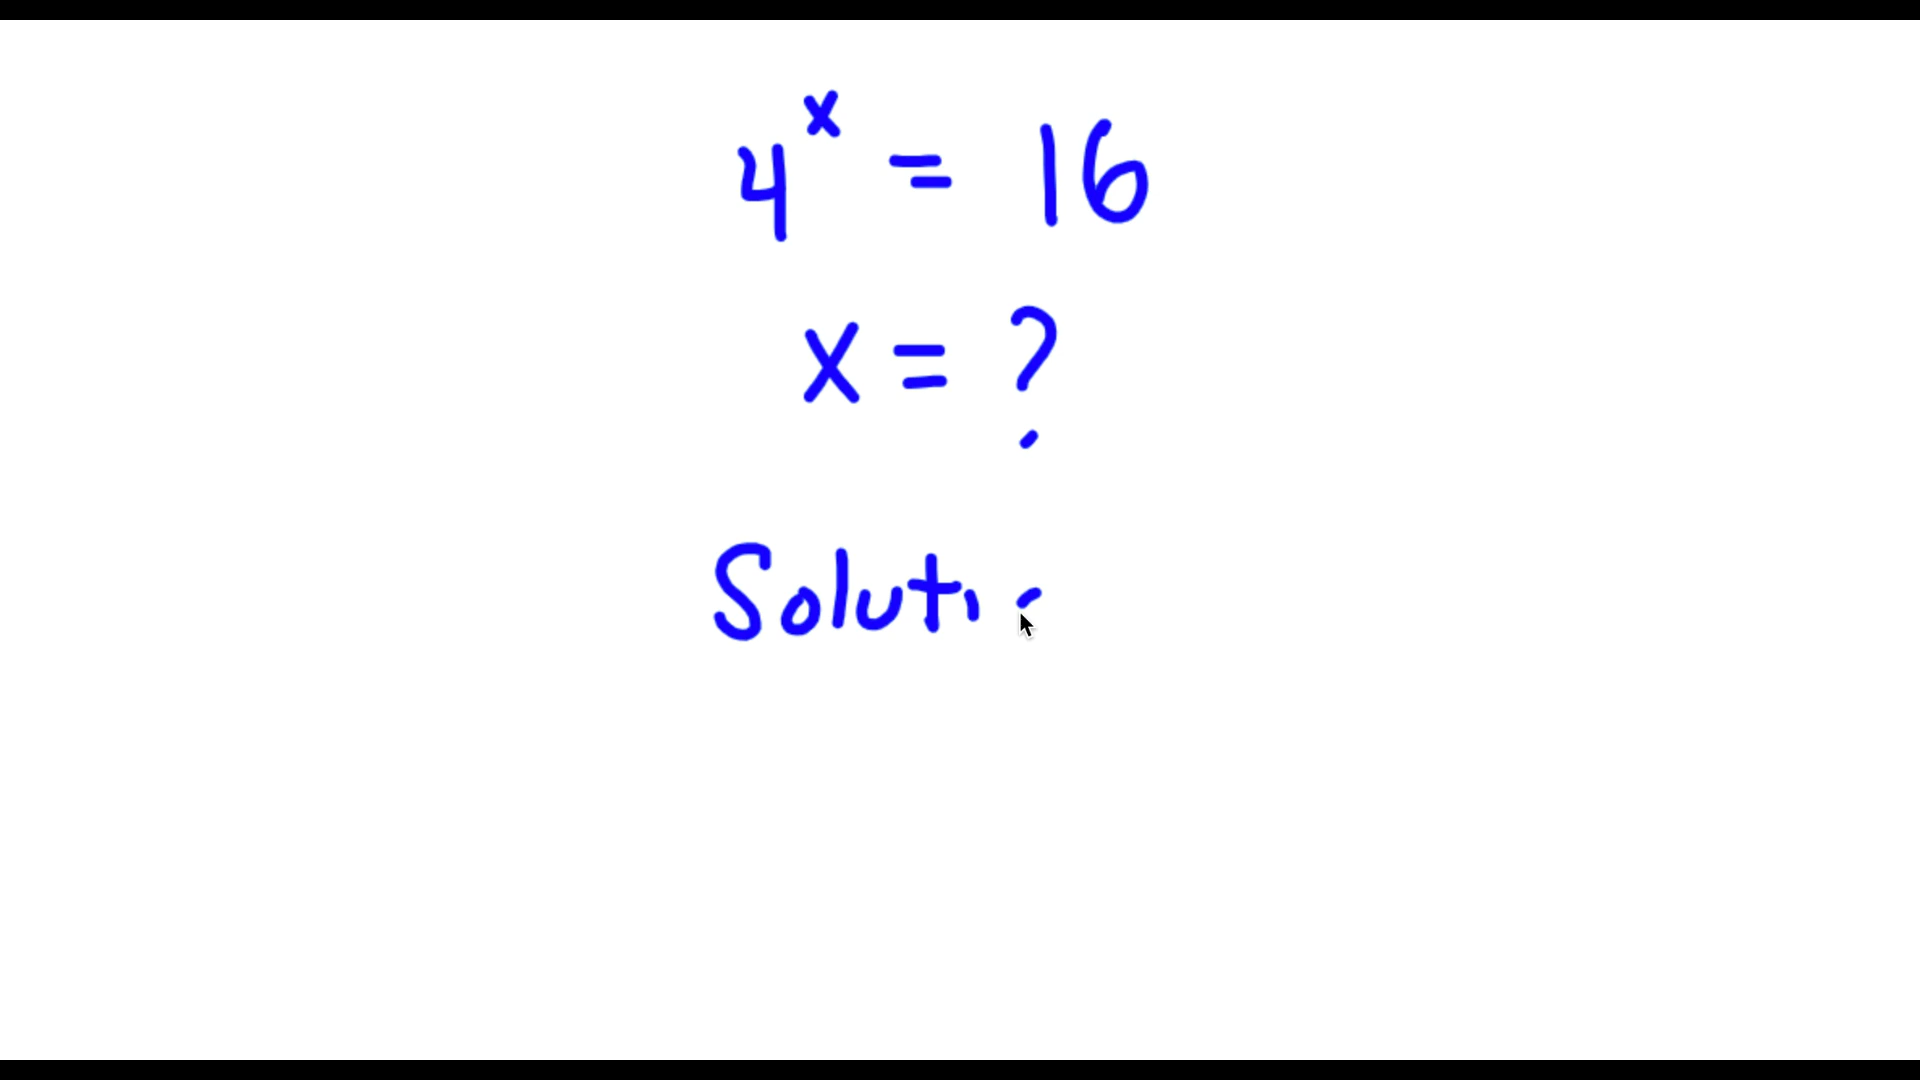 4^x = 16
x = ?
Soluti